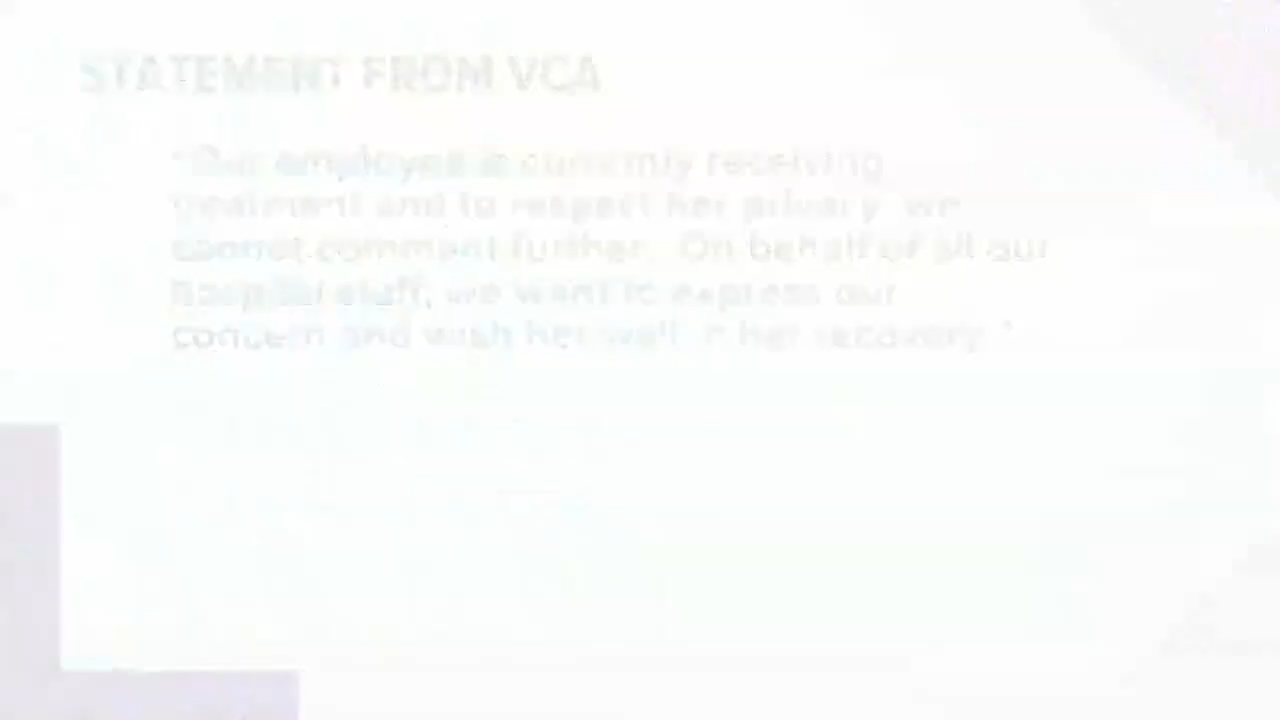 STATEMENT FROM VCA
"Our employee is currently receiving
treatment and to respect her privacy, we
cannot comment further. On behalf of all our
hospital staff, we want to express our
concern and wish her well in her recovery."